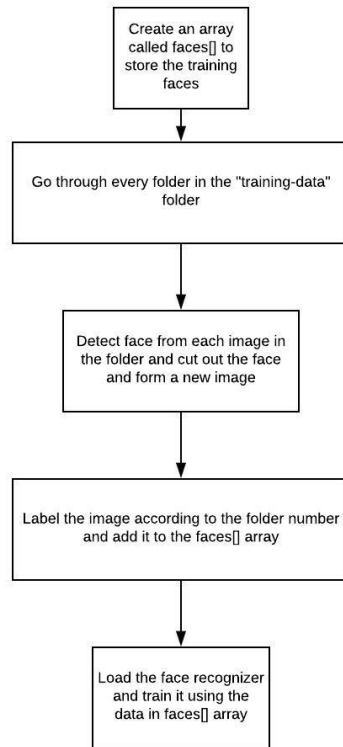 Create an array
called faces[] to
store the training
faces
Go through every folder in the "training-data"
folder
Detect face from each image in
the folder and cut out the face
and form a new image
Label the image according to the folder number
and add it to the faces[] array
Load the face recognizer
and train it using the
data in faces[] array